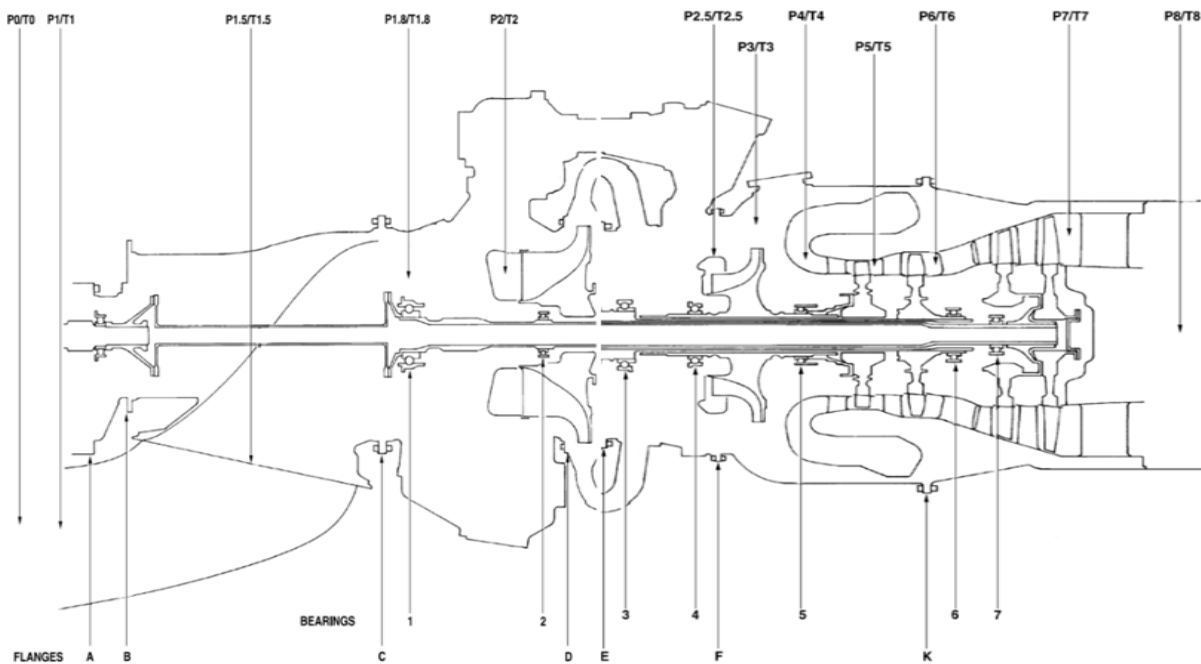 P0/T0 P1/T1 P1.5/T1.5 P1.8/T1.8 P2/T2 P2.5/T2.5 P4/T4 P6/T6 P7/T7 P8/T8
P3/T3 P5/T5
BEARINGS 1 2 3 4 5 6 7
FLANGES A B C D E F K